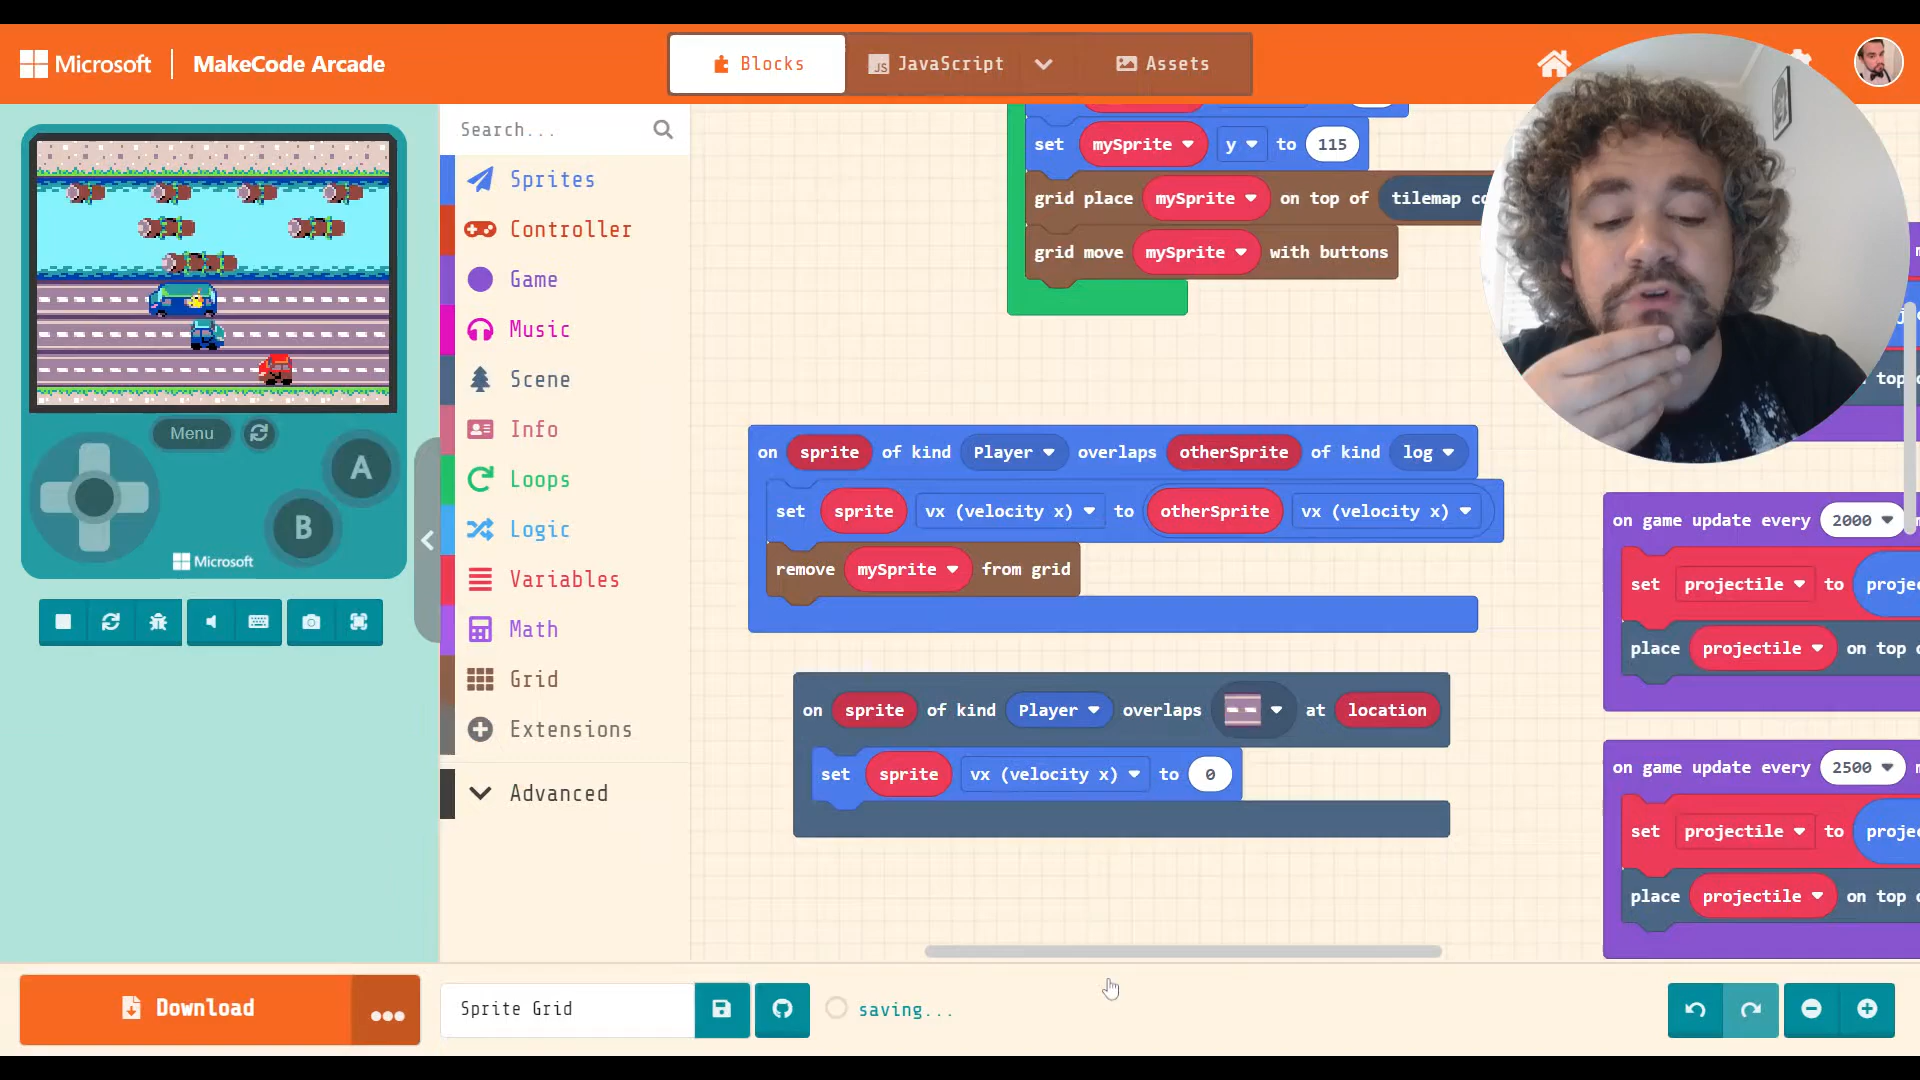 Microsoft
MakeCode Arcade
Blocks
JavaScript
Assets
Search...
Sprites
Controller
Game
Music
Scene
Info
Loops
Logic
Variables
Math
Grid
Extensions
Advanced
Menu
A
B
Microsoft
set mySprite y to 115
grid place mySprite on top of tilemap co
grid move mySprite with buttons
on sprite of kind Player overlaps otherSprite of kind log
set sprite vx (velocity x) to otherSprite vx (velocity x)
remove mySprite from grid
on sprite of kind Player overlaps at location
set sprite vx (velocity x) to 0
on game update every 2000 m
set projectile to projec
place projectile on top o
on game update every 2500 m
set projectile to projec
place projectile on top o
Download
Sprite Grid
saving...